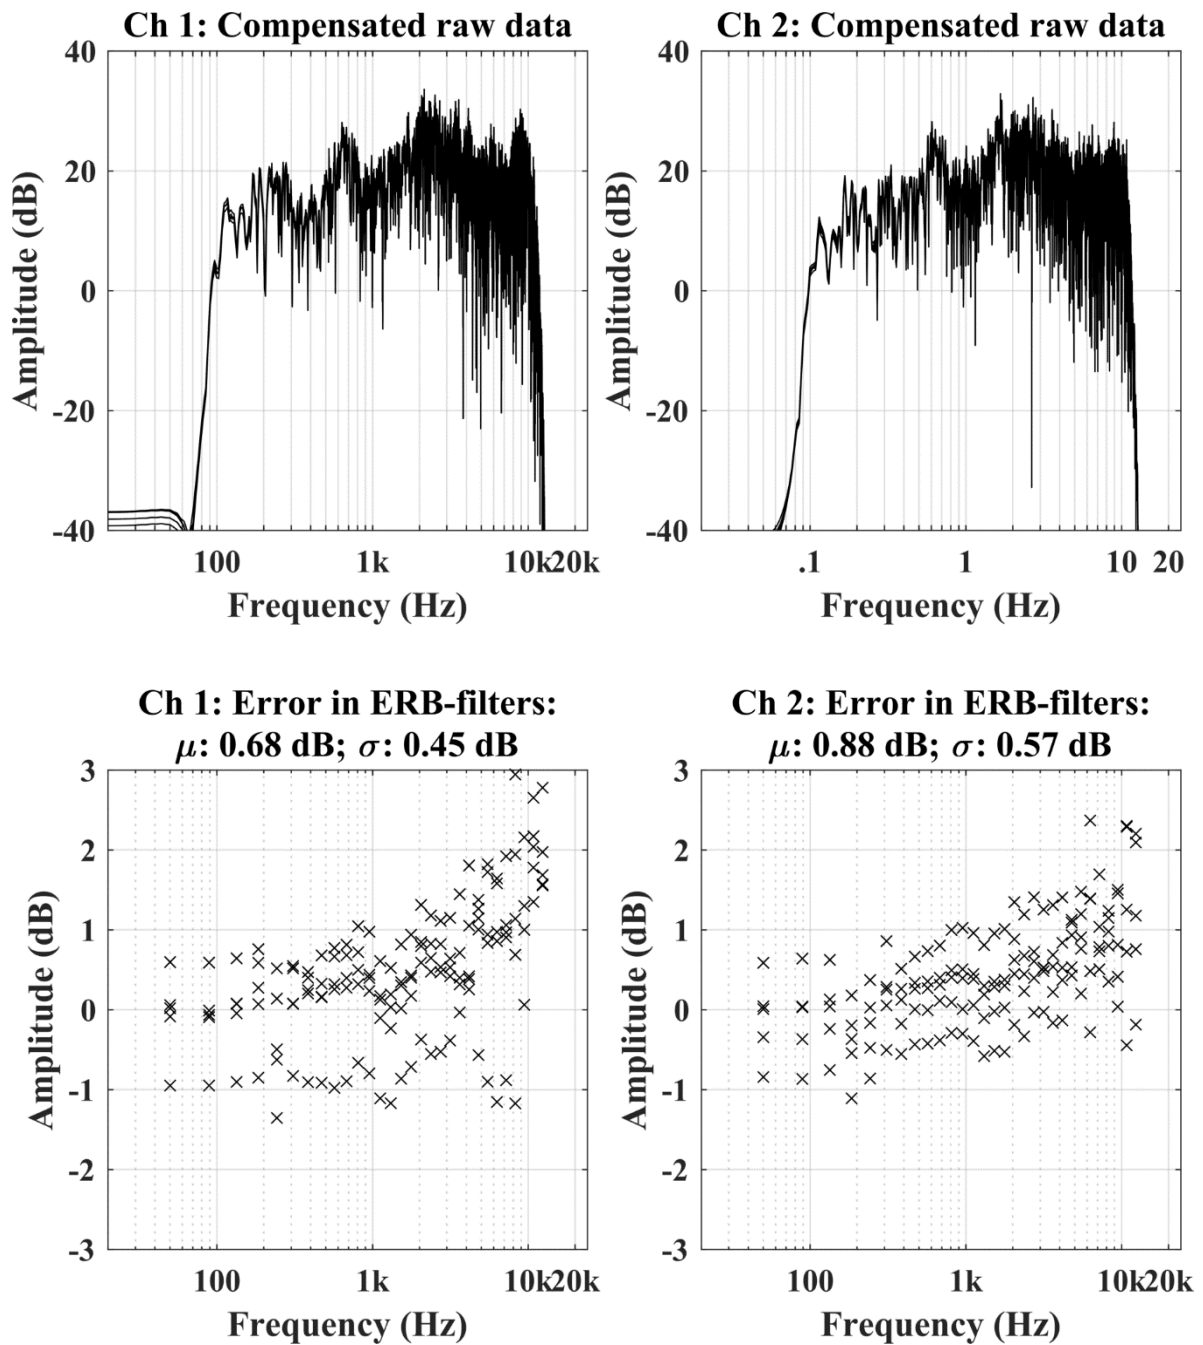 Ch 1: Compensated raw data
40
20
0
-20
-40
Amplitude (dB)
100 1k 10k20k
Frequency (Hz)
Ch 2: Compensated raw data
40
20
0
-20
-40
Amplitude (dB)
.1 1 10 20
Frequency (Hz)
Ch 1: Error in ERB-filters:
μ: 0.68 dB; σ: 0.45 dB
3
2
1
0
-1
-2
-3
Amplitude (dB)
100 1k 10k20k
Frequency (Hz)
Ch 2: Error in ERB-filters:
μ: 0.88 dB; σ: 0.57 dB
3
2
1
0
-1
-2
-3
Amplitude (dB)
100 1k 10k20k
Frequency (Hz)